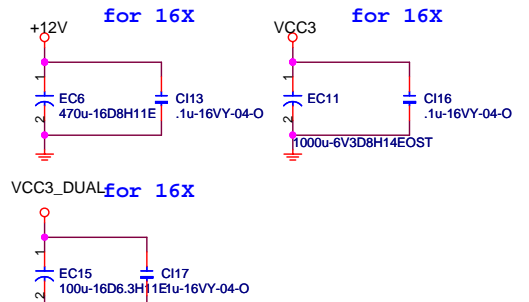 for 16X
+12V
1
EC6
470u-16D8H11E
2
CI13
.1u-16VY-04-O
for 16X
VCC3
1
EC11
2
1000u-6V3D8H14EOST
CI16
.1u-16VY-04-O
VCC3_DUAL
for 16X
1
EC15
100u-16D6.3H11E
2
CI17
1u-16VY-04-O